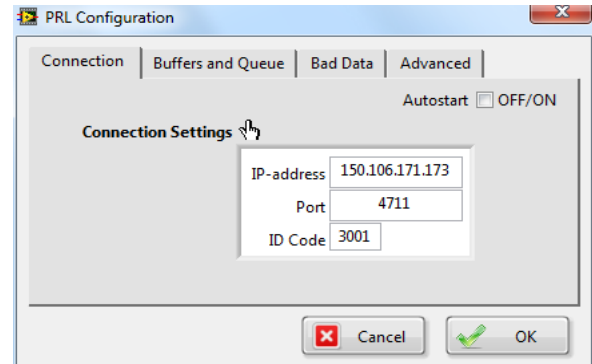 PRL Configuration
Connection Buffers and Queue Bad Data Advanced
Autostart OFF/ON
Connection Settings
IP-address 150.106.171.173
Port 4711
ID Code 3001
Cancel OK